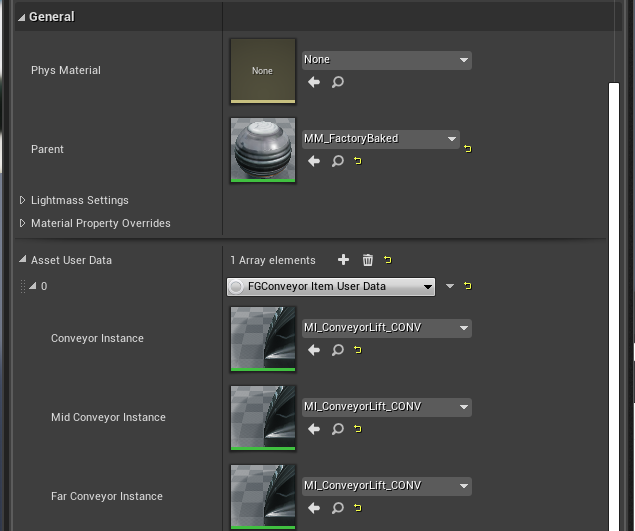 General
Phys Material
None
None
Parent
MM_FactoryBaked
Lightmass Settings
Material Property Overrides
Asset User Data
1 Array elements
0
FGConveyor Item User Data
Conveyor Instance
MI_ConveyorLift_CONV
Mid Conveyor Instance
MI_ConveyorLift_CONV
Far Conveyor Instance
MI_ConveyorLift_CONV